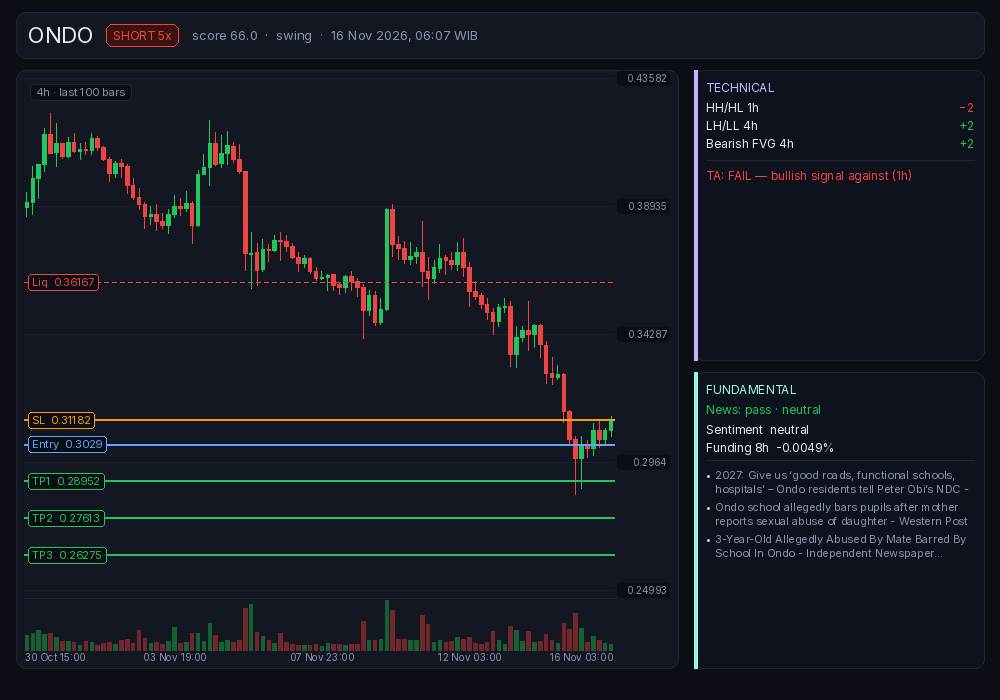 ONDO SHORT 5x score 66.0 · swing · 16 Nov 2026, 06:07 WIB
4h · last 100 bars
0.43582
0.38935
Liq 0.36167
0.34287
SL 0.31182
Entry 0.3029
0.2964
TP1 0.28952
TP2 0.27613
TP3 0.26275
0.24993
30 Oct 15:00 03 Nov 19:00 07 Nov 23:00 12 Nov 03:00 16 Nov 03:00
TECHNICAL
HH/HL 1h −2
LH/LL 4h +2
Bearish FVG 4h +2
TA: FAIL — bullish signal against (1h)
FUNDAMENTAL
News: pass · neutral
Sentiment neutral
Funding 8h -0.0049%
• 2027: Give us ‘good roads, functional schools,
hospitals’ – Ondo residents tell Peter Obi’s NDC -
• Ondo school allegedly bars pupils after mother
reports sexual abuse of daughter - Western Post
• 3-Year-Old Allegedly Abused By Mate Barred By
School In Ondo - Independent Newspaper...